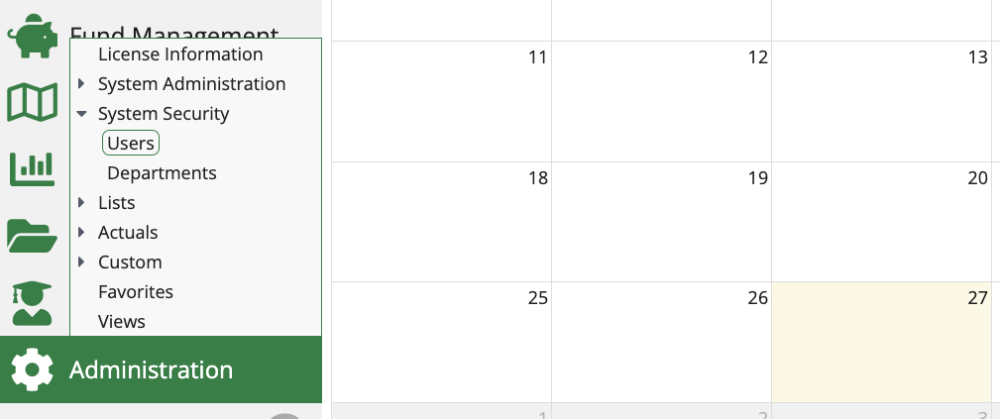 Fund Management
License Information
System Administration
System Security
Users
Departments
Lists
Actuals
Custom
Favorites
Views
Administration
11 12 13
18 19 20
25 26 27
1 2 3